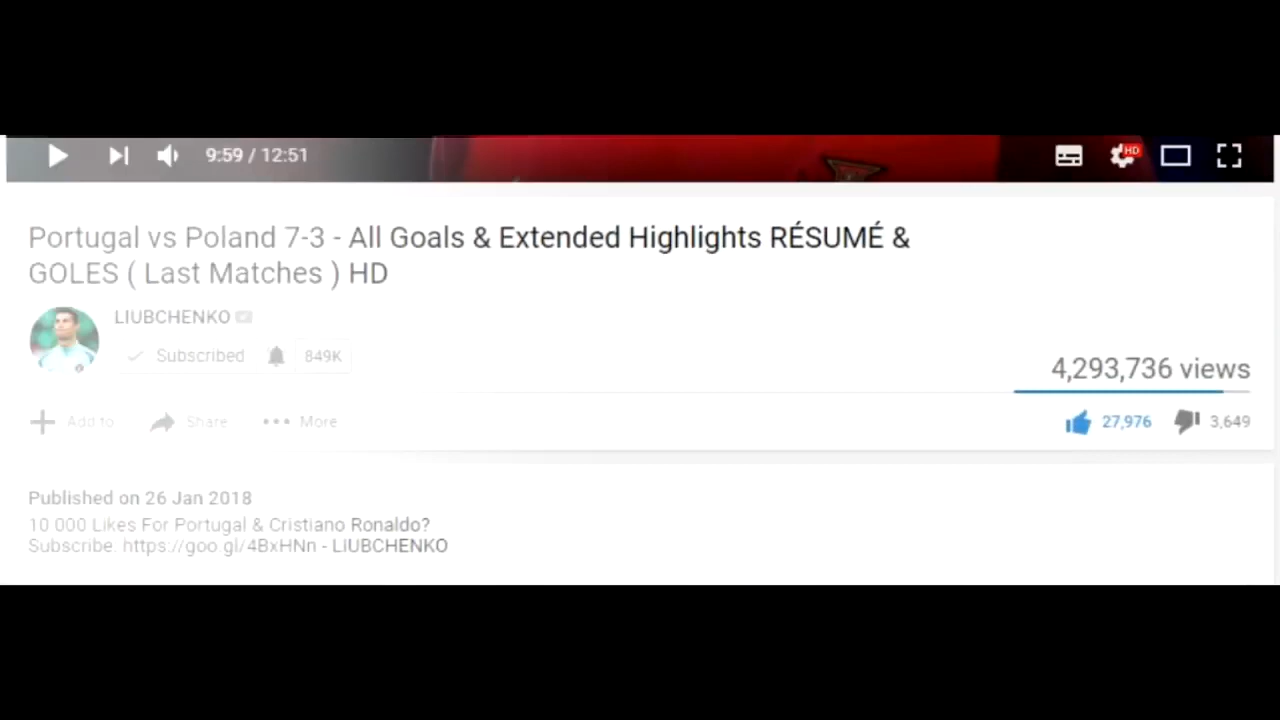 9:59 / 12:51
HD
Portugal vs Poland 7-3 - All Goals & Extended Highlights RÉSUMÉ &
GOLES ( Last Matches ) HD
LIUBCHENKO
Subscribed 849K
4,293,736 views
Add to Share More
27,976 3,649
Published on 26 Jan 2018
10 000 Likes For Portugal & Cristiano Ronaldo?
Subscribe: https://goo.gl/4BxHNn - LIUBCHENKO